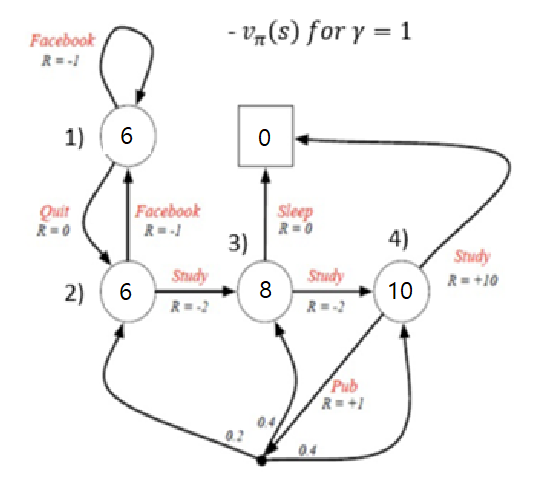 - vπ(s) for γ = 1
Facebook
R = -1
1) 6
0
Quit
R = 0
Facebook
R = -1
Sleep
R = 0
3)
4)
Study
R = +10
2) 6
Study
R = -2
8
Study
R = -2
10
Pub
R = +1
0.2
0.4
0.4